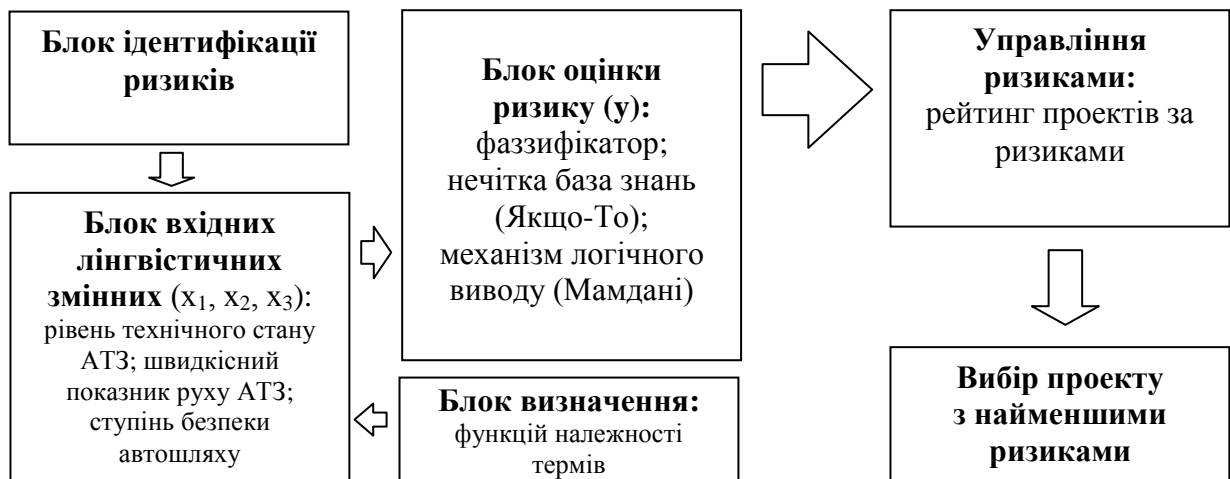 Блок ідентифікації
ризиків
Блок вхідних
лінгвістичних
змінних (x₁, x₂, x₃):
рівень технічного стану
АТЗ; швидкісний
показник руху АТЗ;
ступінь безпеки
автошляху
Блок оцінки
ризику (у):
фаззифікатор;
нечітка база знань
(Якщо-То);
механізм логічного
виводу (Мамдані)
Блок визначення:
функцій належності
термів
Управління
ризиками:
рейтинг проектів за
ризиками
Вибір проекту
з найменшими
ризиками